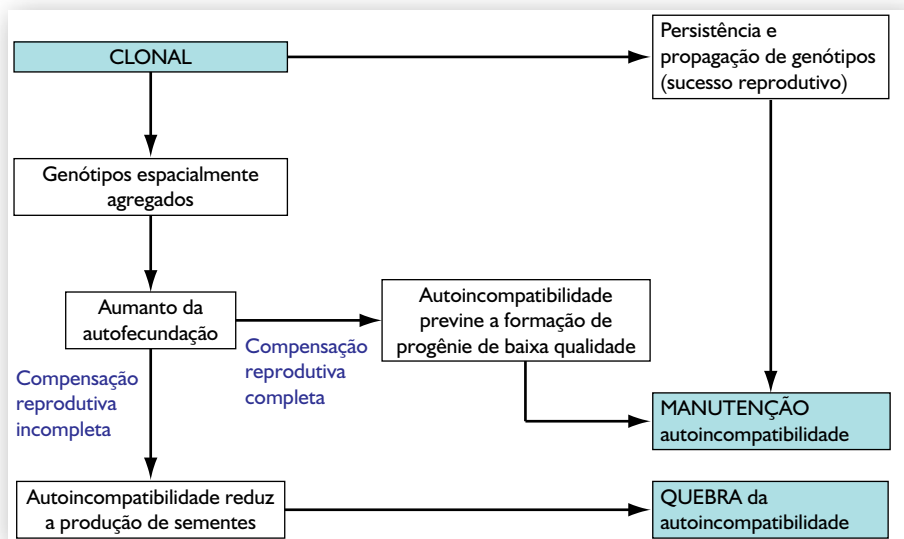 CLONAL
Persistência e
propagação de genótipos
(sucesso reprodutivo)
Genótipos espacialmente
agregados
Aumanto da
autofecundação
Compensação
reprodutiva
completa
Autoincompatibilidade
previne a formação de
progênie de baixa qualidade
Compensação
reprodutiva
incompleta
MANUTENÇÃO
autoincompatibilidade
Autoincompatibilidade reduz
a produção de sementes
QUEBRA da
autoincompatibilidade